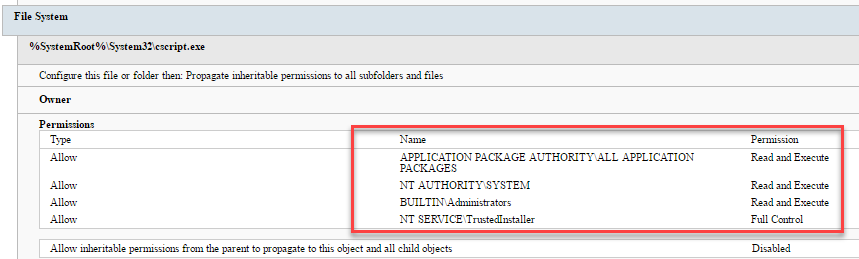 File System
%SystemRoot%\System32\cscript.exe
Configure this file or folder then: Propagate inheritable permissions to all subfolders and files
Owner
Permissions
Type Name Permission
Allow APPLICATION PACKAGE AUTHORITY\ALL APPLICATION PACKAGES Read and Execute
Allow NT AUTHORITY\SYSTEM Read and Execute
Allow BUILTIN\Administrators Read and Execute
Allow NT SERVICE\TrustedInstaller Full Control
Allow inheritable permissions from the parent to propagate to this object and all child objects Disabled